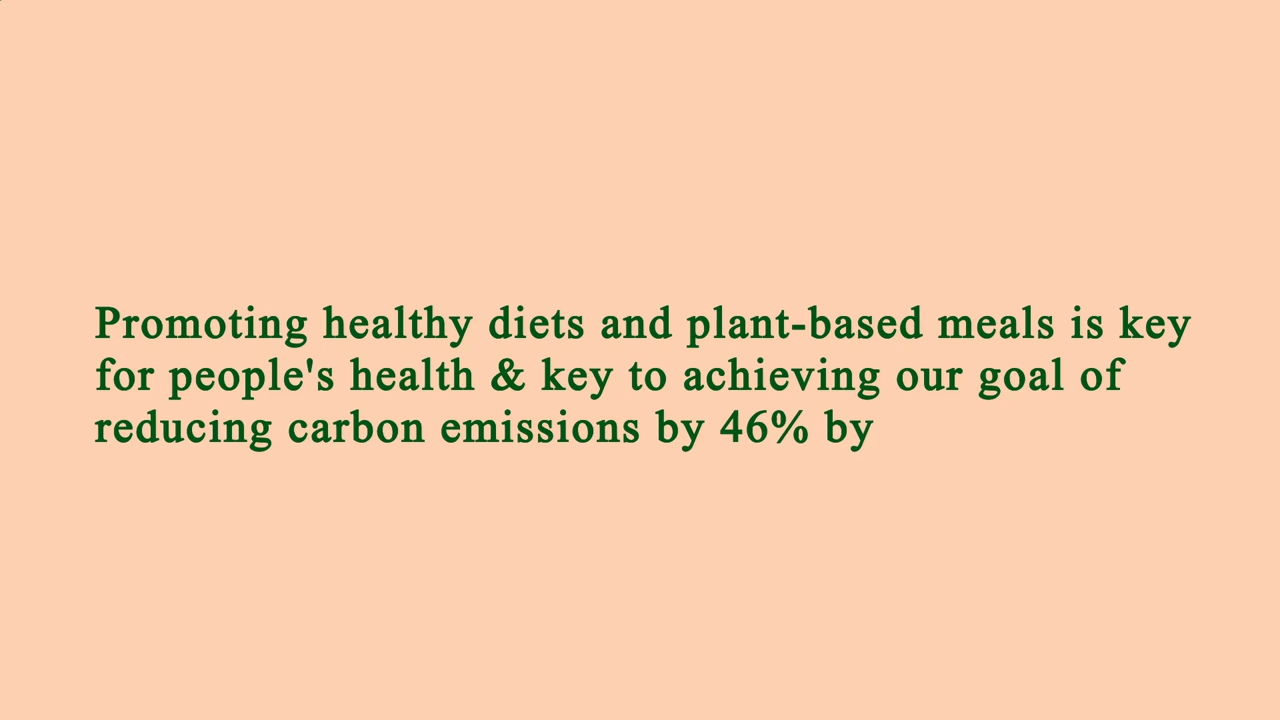 Promoting healthy diets and plant-based meals is key
for people's health & key to achieving our goal of
reducing carbon emissions by 46% by